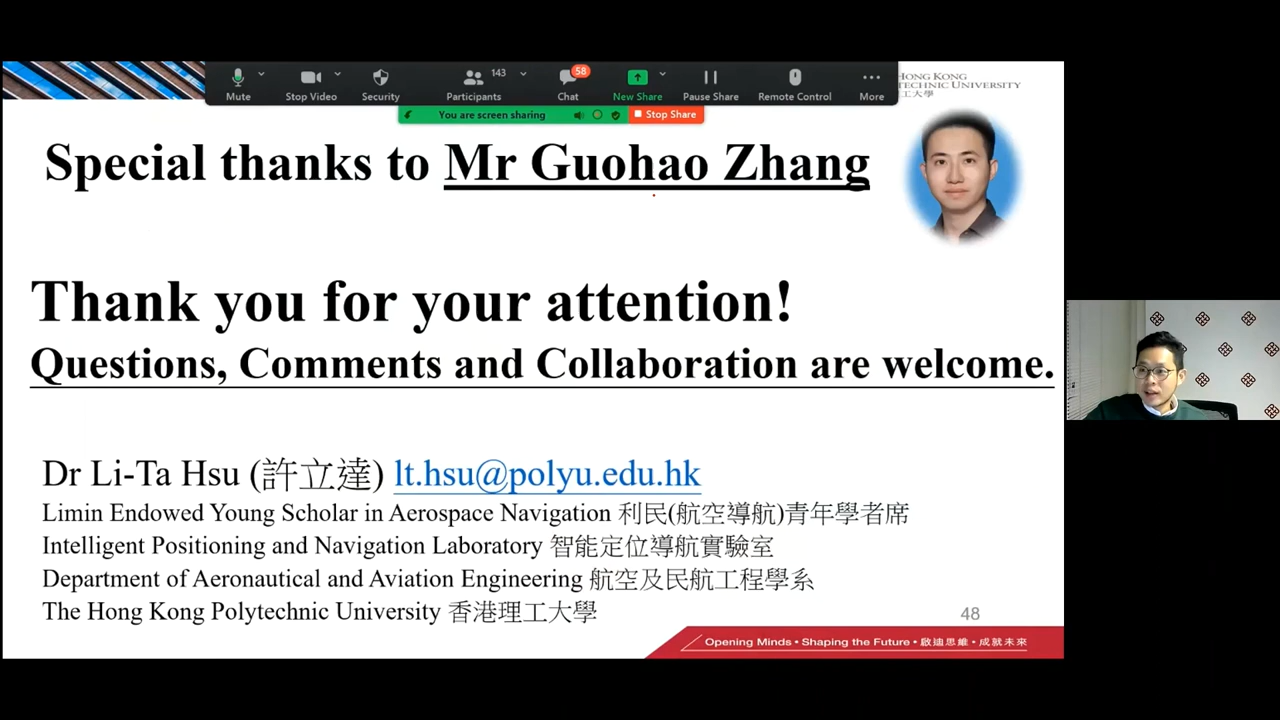 143
58
Mute
Stop Video
Security
Participants
Chat
New Share
Pause Share
Remote Control
More
You are screen sharing
Stop Share
HONG KONG
TECHNIC UNIVERSITY
工大學
Special thanks to Mr Guohao Zhang
Thank you for your attention!
Questions, Comments and Collaboration are welcome.
Dr Li-Ta Hsu (許立達) lt.hsu@polyu.edu.hk
Limin Endowed Young Scholar in Aerospace Navigation 利民(航空導航)青年學者席
Intelligent Positioning and Navigation Laboratory 智能定位導航實驗室
Department of Aeronautical and Aviation Engineering 航空及民航工程學系
The Hong Kong Polytechnic University 香港理工大學
48
Opening Minds • Shaping the Future • 啟迪思維 • 成就未來